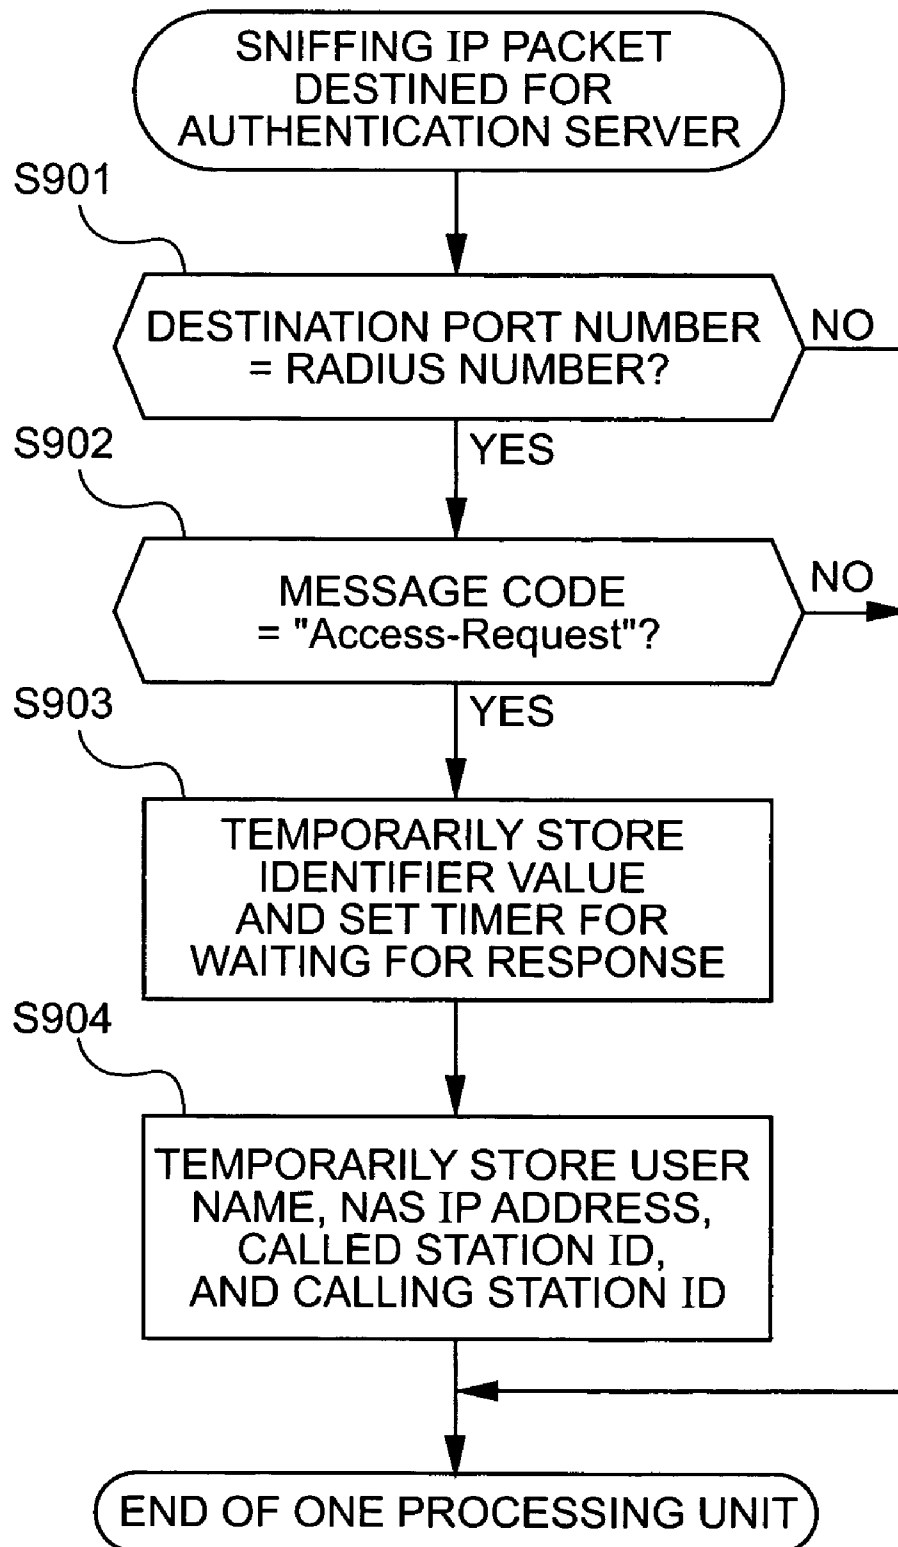 SNIFFING IP PACKET
DESTINED FOR
AUTHENTICATION SERVER
S901
DESTINATION PORT NUMBER
= RADIUS NUMBER?
NO
YES
S902
MESSAGE CODE
= "Access-Request"?
NO
YES
S903
TEMPORARILY STORE
IDENTIFIER VALUE
AND SET TIMER FOR
WAITING FOR RESPONSE
S904
TEMPORARILY STORE USER
NAME, NAS IP ADDRESS,
CALLED STATION ID,
AND CALLING STATION ID
END OF ONE PROCESSING UNIT